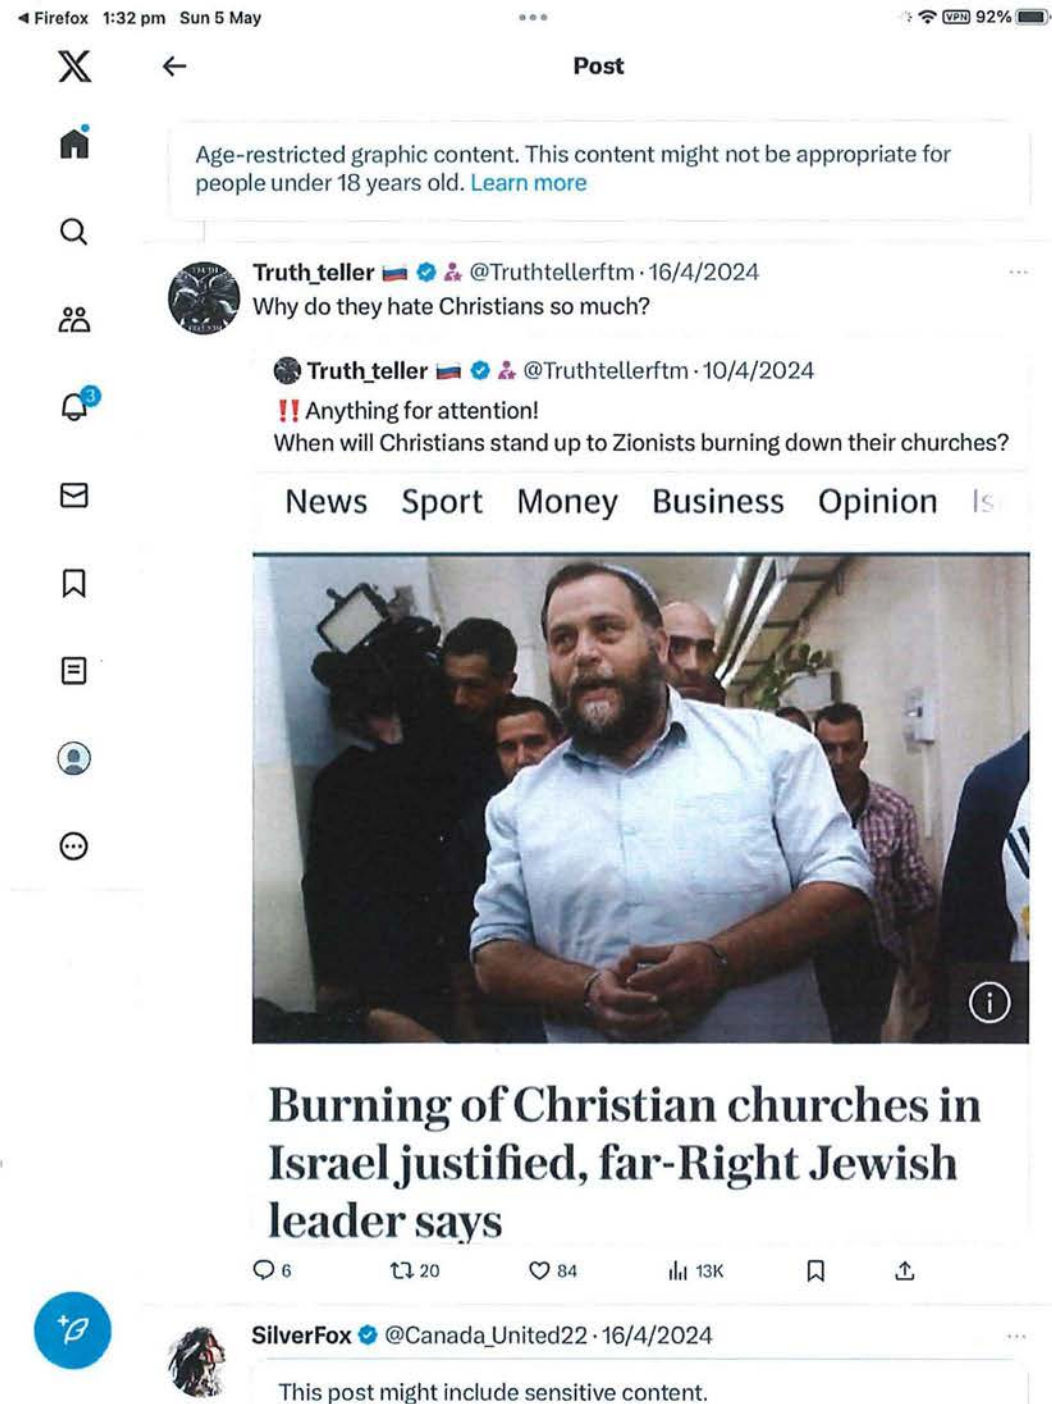 Firefox 1:32 pm Sun 5 May
VPN 92%
Post
Age-restricted graphic content. This content might not be appropriate for
people under 18 years old. Learn more
Truth_teller @Truthtellerftm · 16/4/2024
Why do they hate Christians so much?
Truth_teller @Truthtellerftm · 10/4/2024
‼️ Anything for attention!
When will Christians stand up to Zionists burning down their churches?
3
News Sport Money Business Opinion Is
Burning of Christian churches in
Israel justified, far-Right Jewish
leader says
6 20 84 13K
SilverFox @Canada_United22 · 16/4/2024
This post might include sensitive content.